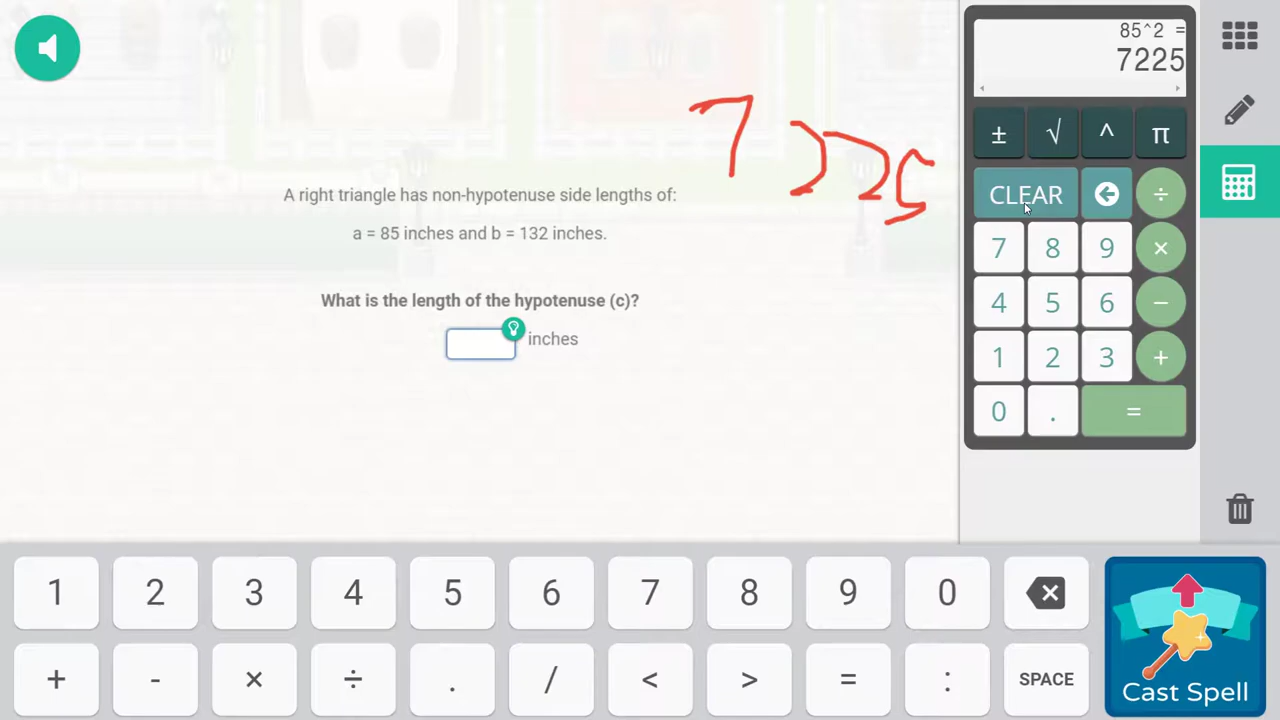 85^2 =
7225
7225
± √ ^ π
CLEAR ÷
7 8 9 ×
4 5 6 −
1 2 3 +
0 . =
A right triangle has non-hypotenuse side lengths of:
a = 85 inches and b = 132 inches.
What is the length of the hypotenuse (c)?
inches
1 2 3 4 5 6 7 8 9 0
+ - × ÷ . / < > = : SPACE
Cast Spell